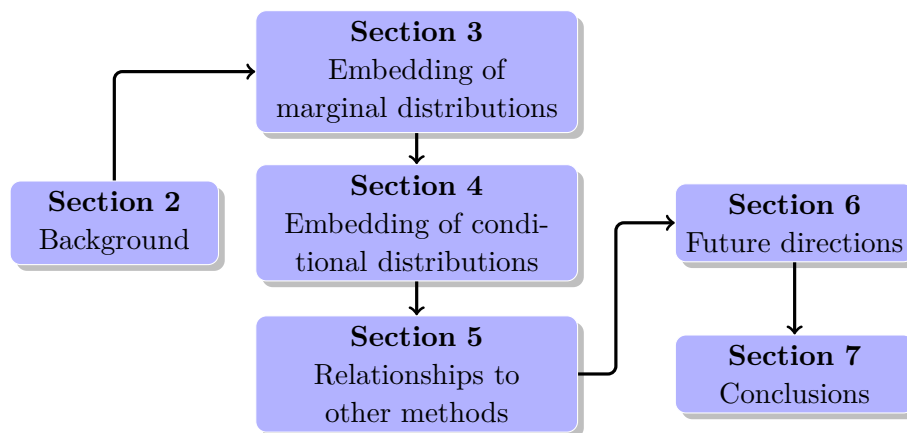 Section 2
Background
Section 3
Embedding of
marginal distributions
Section 4
Embedding of condi-
tional distributions
Section 5
Relationships to
other methods
Section 6
Future directions
Section 7
Conclusions